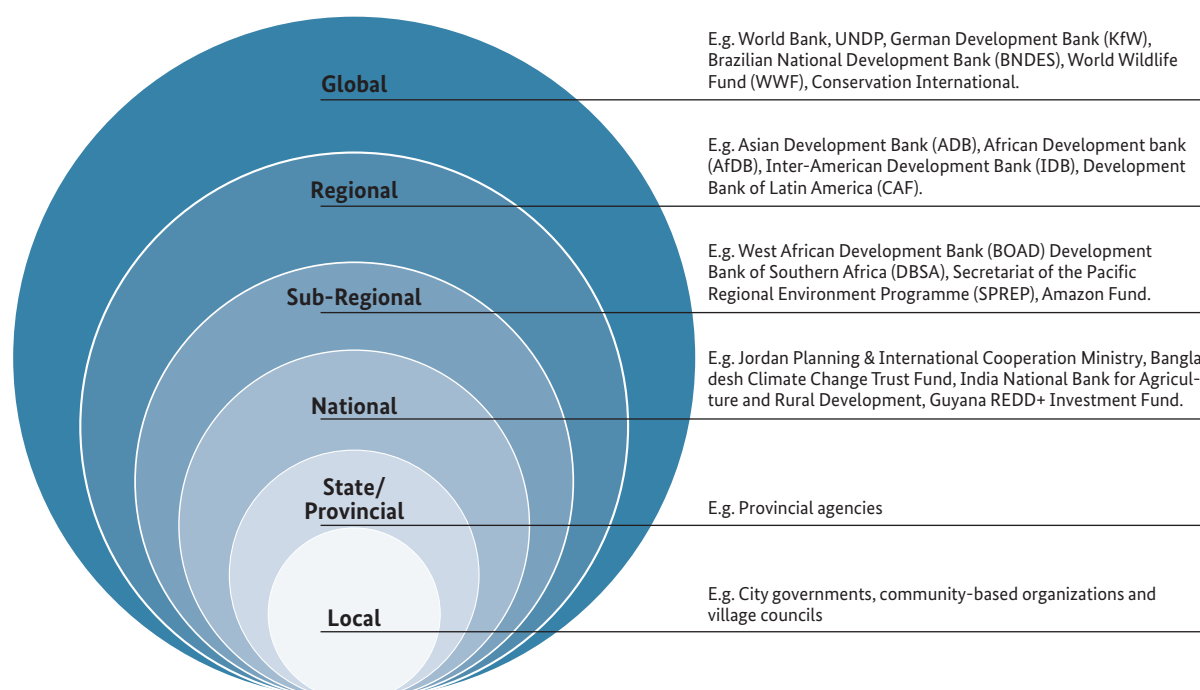 Global
E.g. World Bank, UNDP, German Development Bank (KfW),
Brazilian National Development Bank (BNDES), World Wildlife
Fund (WWF), Conservation International.
Regional
E.g. Asian Development Bank (ADB), African Development bank
(AfDB), Inter-American Development Bank (IDB), Development
Bank of Latin America (CAF).
Sub-Regional
E.g. West African Development Bank (BOAD) Development
Bank of Southern Africa (DBSA), Secretariat of the Pacific
Regional Environment Programme (SPREP), Amazon Fund.
National
E.g. Jordan Planning & International Cooperation Ministry, Bangla
desh Climate Change Trust Fund, India National Bank for Agricul-
ture and Rural Development, Guyana REDD+ Investment Fund.
State/
Provincial
E.g. Provincial agencies
Local
E.g. City governments, community-based organizations and
village councils